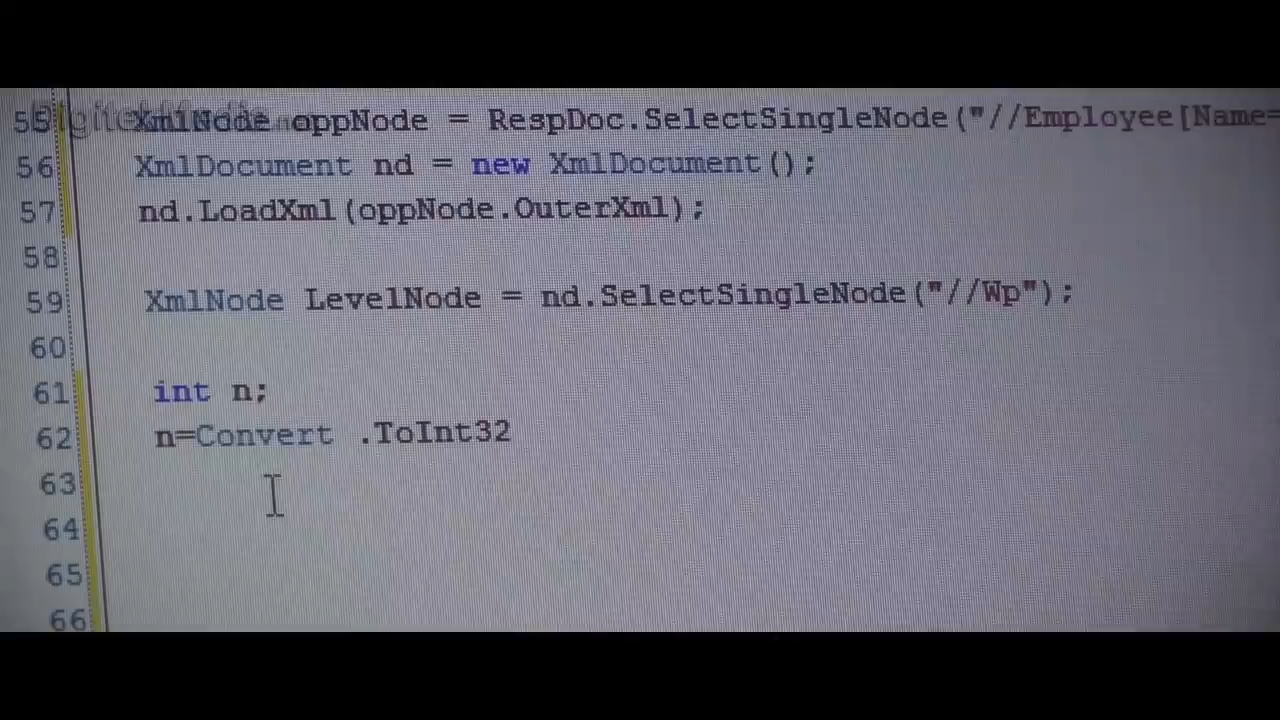 55 XmlNode oppNode = RespDoc.SelectSingleNode("//Employee[Name=
56 XmlDocument nd = new XmlDocument();
57 nd.LoadXml(oppNode.OuterXml);
58
59 XmlNode LevelNode = nd.SelectSingleNode("//Wp");
60
61 int n;
62 n=Convert .ToInt32
63
64
65
66